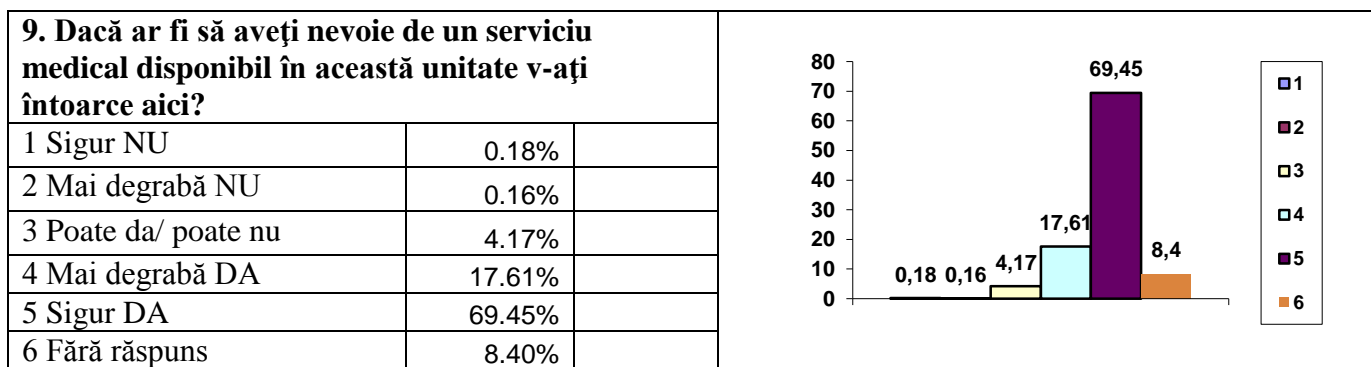 9. Dacă ar fi să aveţi nevoie de un serviciu
medical disponibil în această unitate v-aţi
întoarce aici?
1 Sigur NU 0.18%
2 Mai degrabă NU 0.16%
3 Poate da/ poate nu 4.17%
4 Mai degrabă DA 17.61%
5 Sigur DA 69.45%
6 Fără răspuns 8.40%
80
70
60
50
40
30
20
10
0
0,18 0,16 4,17 17,61 69,45 8,4
1
2
3
4
5
6